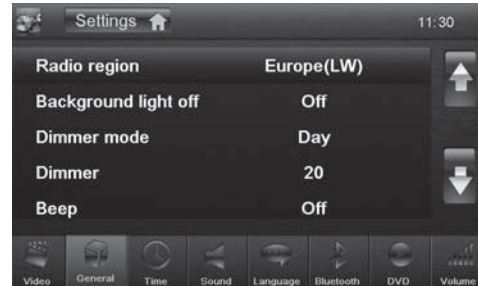 Settings 11:30
Radio region Europe(LW)
Background light off Off
Dimmer mode Day
Dimmer 20
Beep Off
Video General Time Sound Language Bluetooth DVD Volume